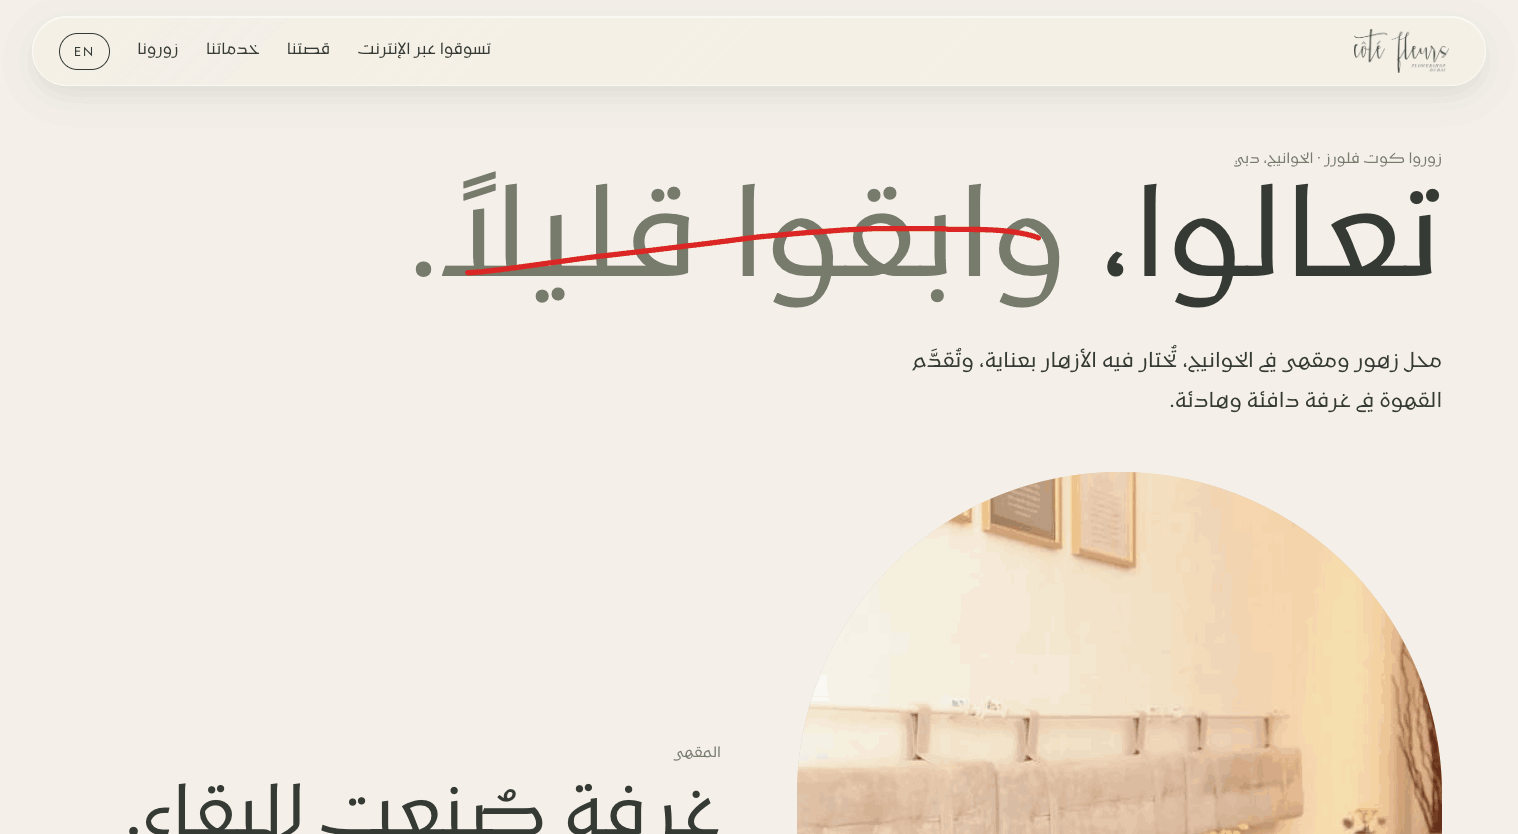 côté fleurs
تسوقوا عبر الإنترنت
قصتنا
خدماتنا
زورونا
EN
زوروا كوت فلورز · الخوانيج، دبي
تعالوا، وابقوا قليلاً.
محل زهور ومقهى في الخوانيج، تُختار فيه الأزهار بعناية، وتُقدَّم
القهوة في غرفة دافئة وهادئة.
المقهى
غرفة صُنعت للبقاء.